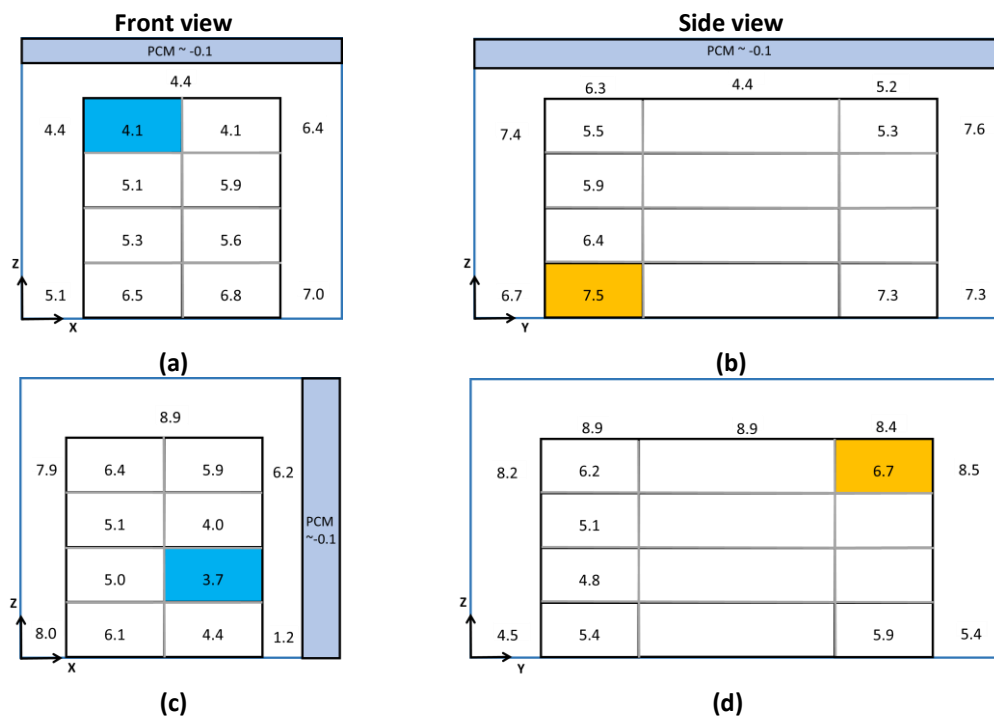 Front view
Side view
PCM ~ -0.1
PCM ~ -0.1
4.4
6.3 4.4 5.2
4.4 4.1 4.1 6.4
7.4 5.5 5.3 7.6
5.1 5.9
5.9
5.3 5.6
6.4
Z
Z
5.1 6.5 6.8 7.0
6.7 7.5 7.3 7.3
X
Y
(a)
(b)
8.9
8.9 8.9 8.4
7.9 6.4 5.9 6.2
8.2 6.2 6.7 8.5
5.1 4.0
PCM
~-0.1
5.1
5.0 3.7
4.8
Z
Z
8.0 6.1 4.4 1.2
4.5 5.4 5.9 5.4
X
Y
(c)
(d)